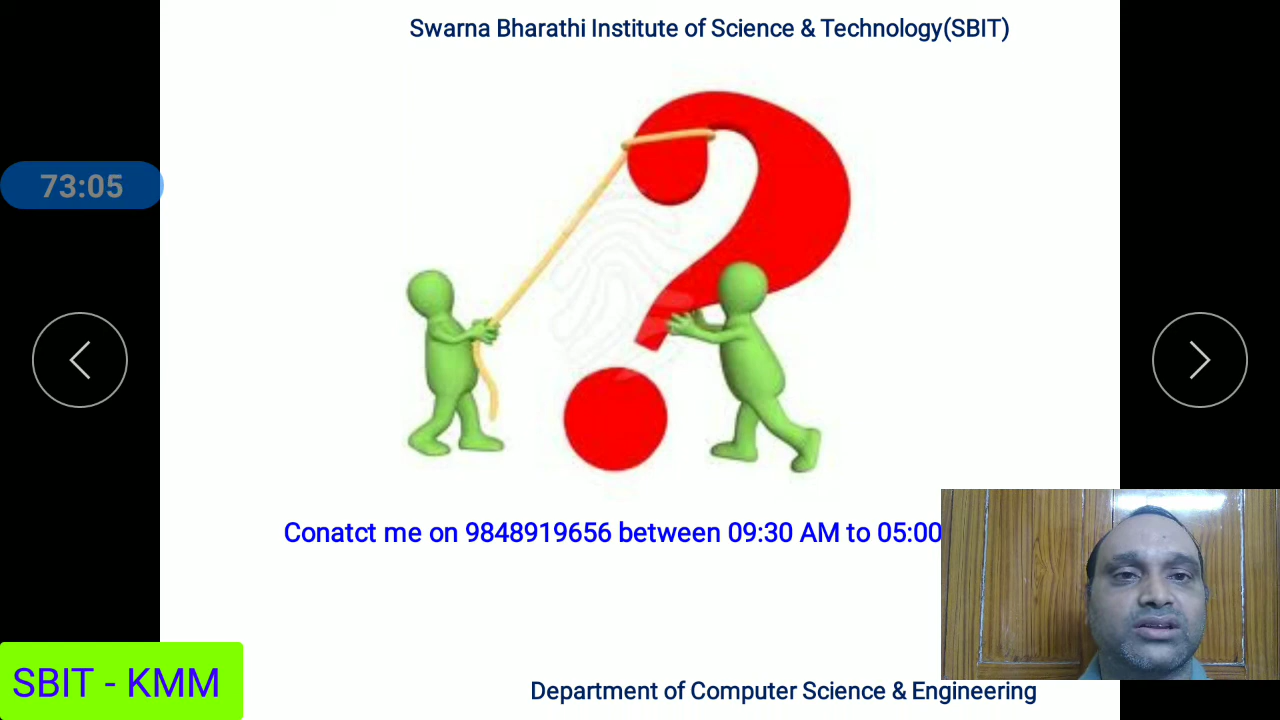 Swarna Bharathi Institute of Science & Technology(SBIT)
73:05
Conatct me on 9848919656 between 09:30 AM to 05:00
SBIT - KMM
Department of Computer Science & Engineering